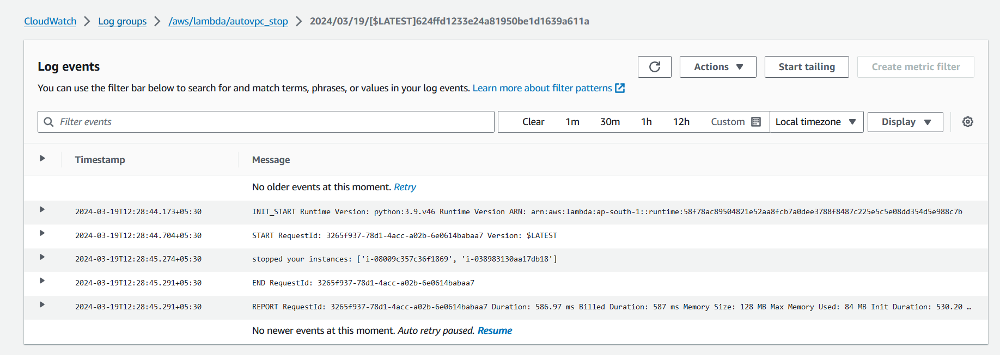 CloudWatch > Log groups > /aws/lambda/autovpc_stop > 2024/03/19/[$LATEST]624ffd1233e24a81950be1d1639a611a
Log events
Actions
Start tailing
Create metric filter
You can use the filter bar below to search for and match terms, phrases, or values in your log events. Learn more about filter patterns
Filter events
Clear 1m 30m 1h 12h Custom Local timezone Display
Timestamp Message
No older events at this moment. Retry
2024-03-19T12:28:44.173+05:30 INIT_START Runtime Version: python:3.9.v46 Runtime Version ARN: arn:aws:lambda:ap-south-1::runtime:58f78ac89504821e52aa8fcb7a0dee3788f8487c225e5c5e08dd354d5e988c7b
2024-03-19T12:28:44.704+05:30 START RequestId: 3265f937-78d1-4acc-a02b-6e0614babaa7 Version: $LATEST
2024-03-19T12:28:45.274+05:30 stopped your instances: ['i-08009c357c36f1869', 'i-038983130aa17db18']
2024-03-19T12:28:45.291+05:30 END RequestId: 3265f937-78d1-4acc-a02b-6e0614babaa7
2024-03-19T12:28:45.291+05:30 REPORT RequestId: 3265f937-78d1-4acc-a02b-6e0614babaa7 Duration: 586.97 ms Billed Duration: 587 ms Memory Size: 128 MB Max Memory Used: 84 MB Init Duration: 530.20 …
No newer events at this moment. Auto retry paused. Resume